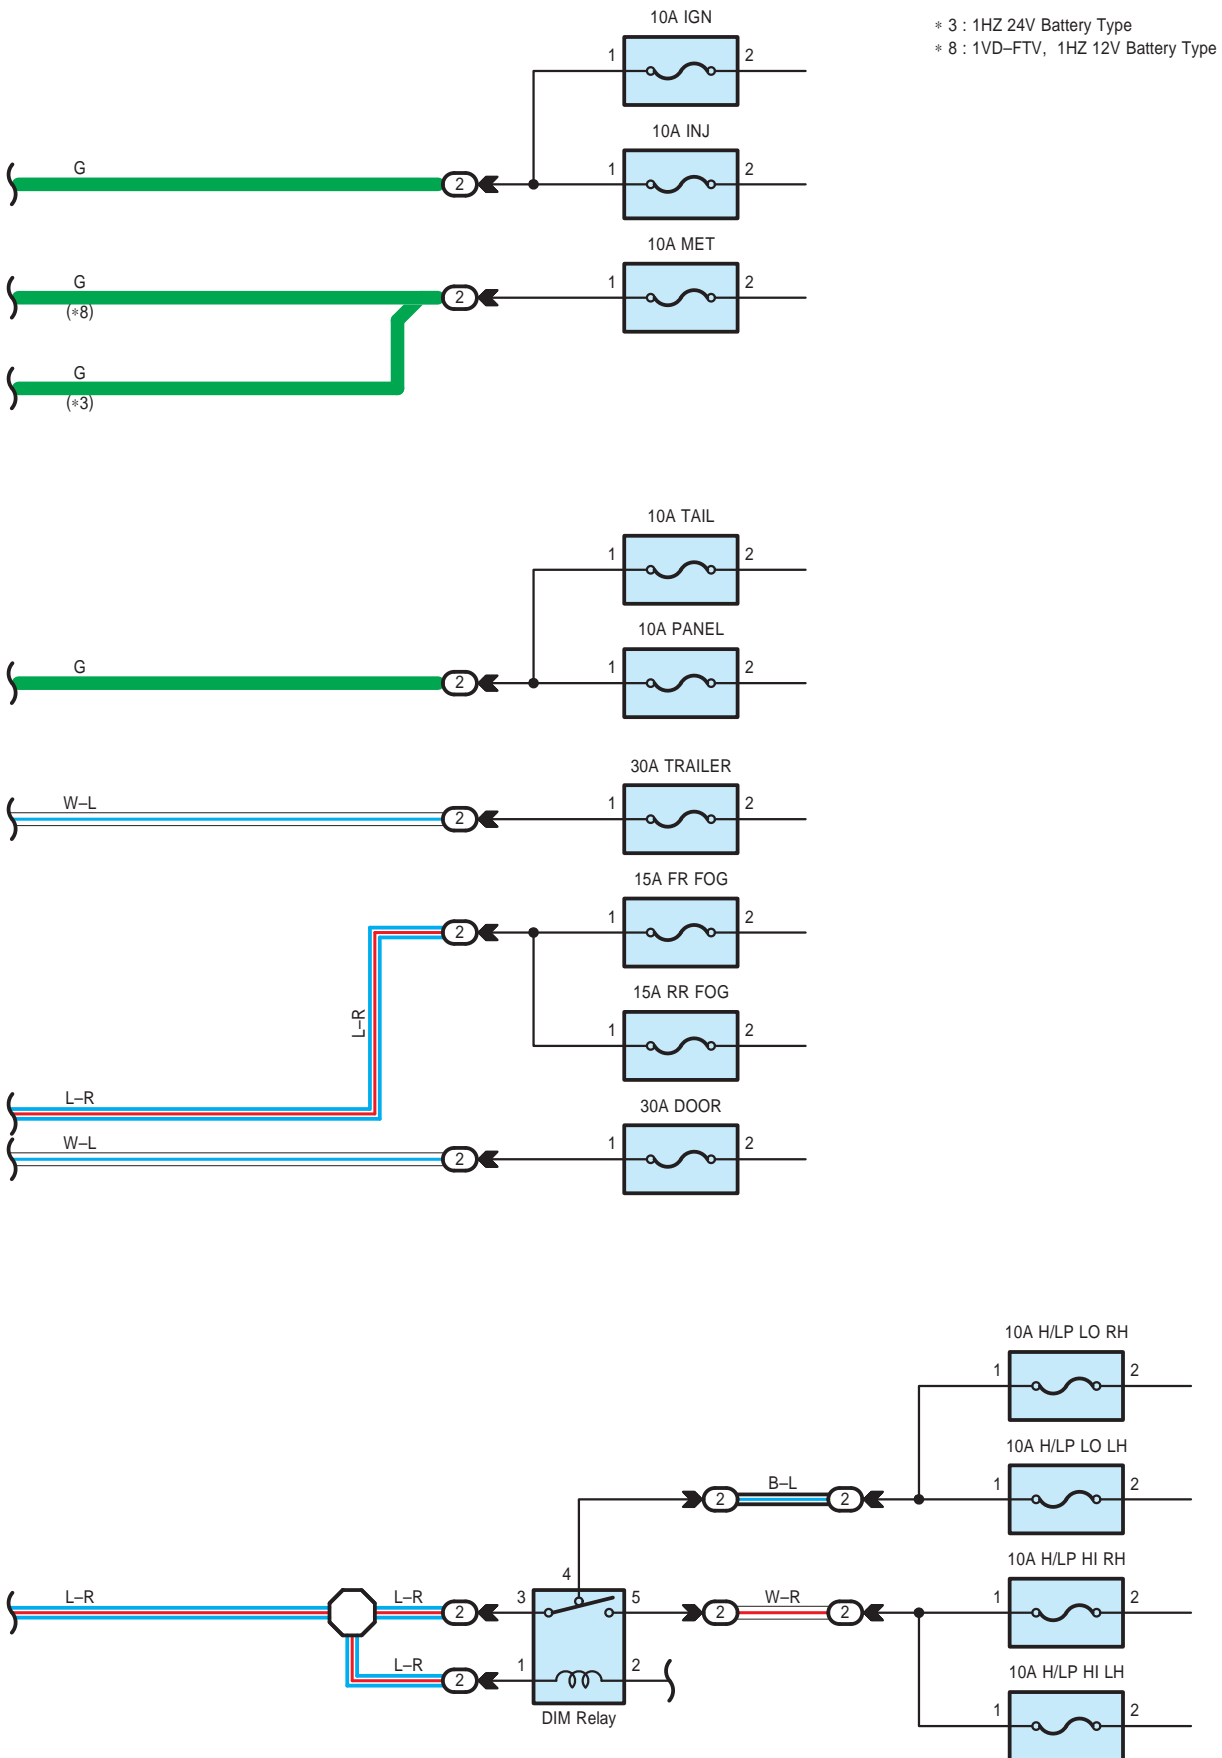 10A IGN
∗ 3 : 1HZ 24V Battery Type
∗ 8 : 1VD–FTV, 1HZ 12V Battery Type
1 2
10A INJ
G 2 1 2
10A MET
G 2 1 2
(∗8)
G
(∗3)
10A TAIL
1 2
10A PANEL
G 2 1 2
30A TRAILER
W–L 2 1 2
15A FR FOG
2 1 2
15A RR FOG
L–R 1 2
L–R
30A DOOR
W–L 2 1 2
10A H/LP LO RH
1 2
10A H/LP LO LH
2 B–L 2 1 2
10A H/LP HI RH
4
L–R L–R 2 3 5 2 W–R 2 1 2
L–R 2 1 2
10A H/LP HI LH
1 2
DIM Relay